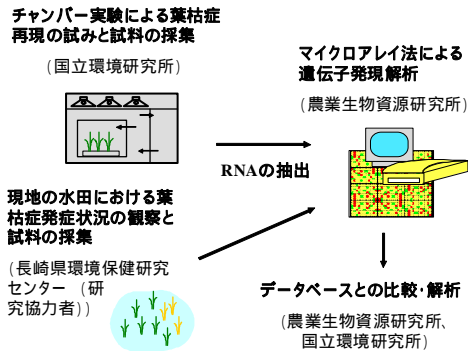 チャンバー実験による葉枯症
再現の試みと試料の採集
(国立環境研究所)
マイクロアレイ法による
遺伝子発現解析
(農業生物資源研究所)
RNAの抽出
現地の水田における葉
枯症発症状況の観察と
試料の採集
(長崎県環境保健研究
センター (研
究協力者))
データベースとの比較・解析
(農業生物資源研究所、
国立環境研究所)